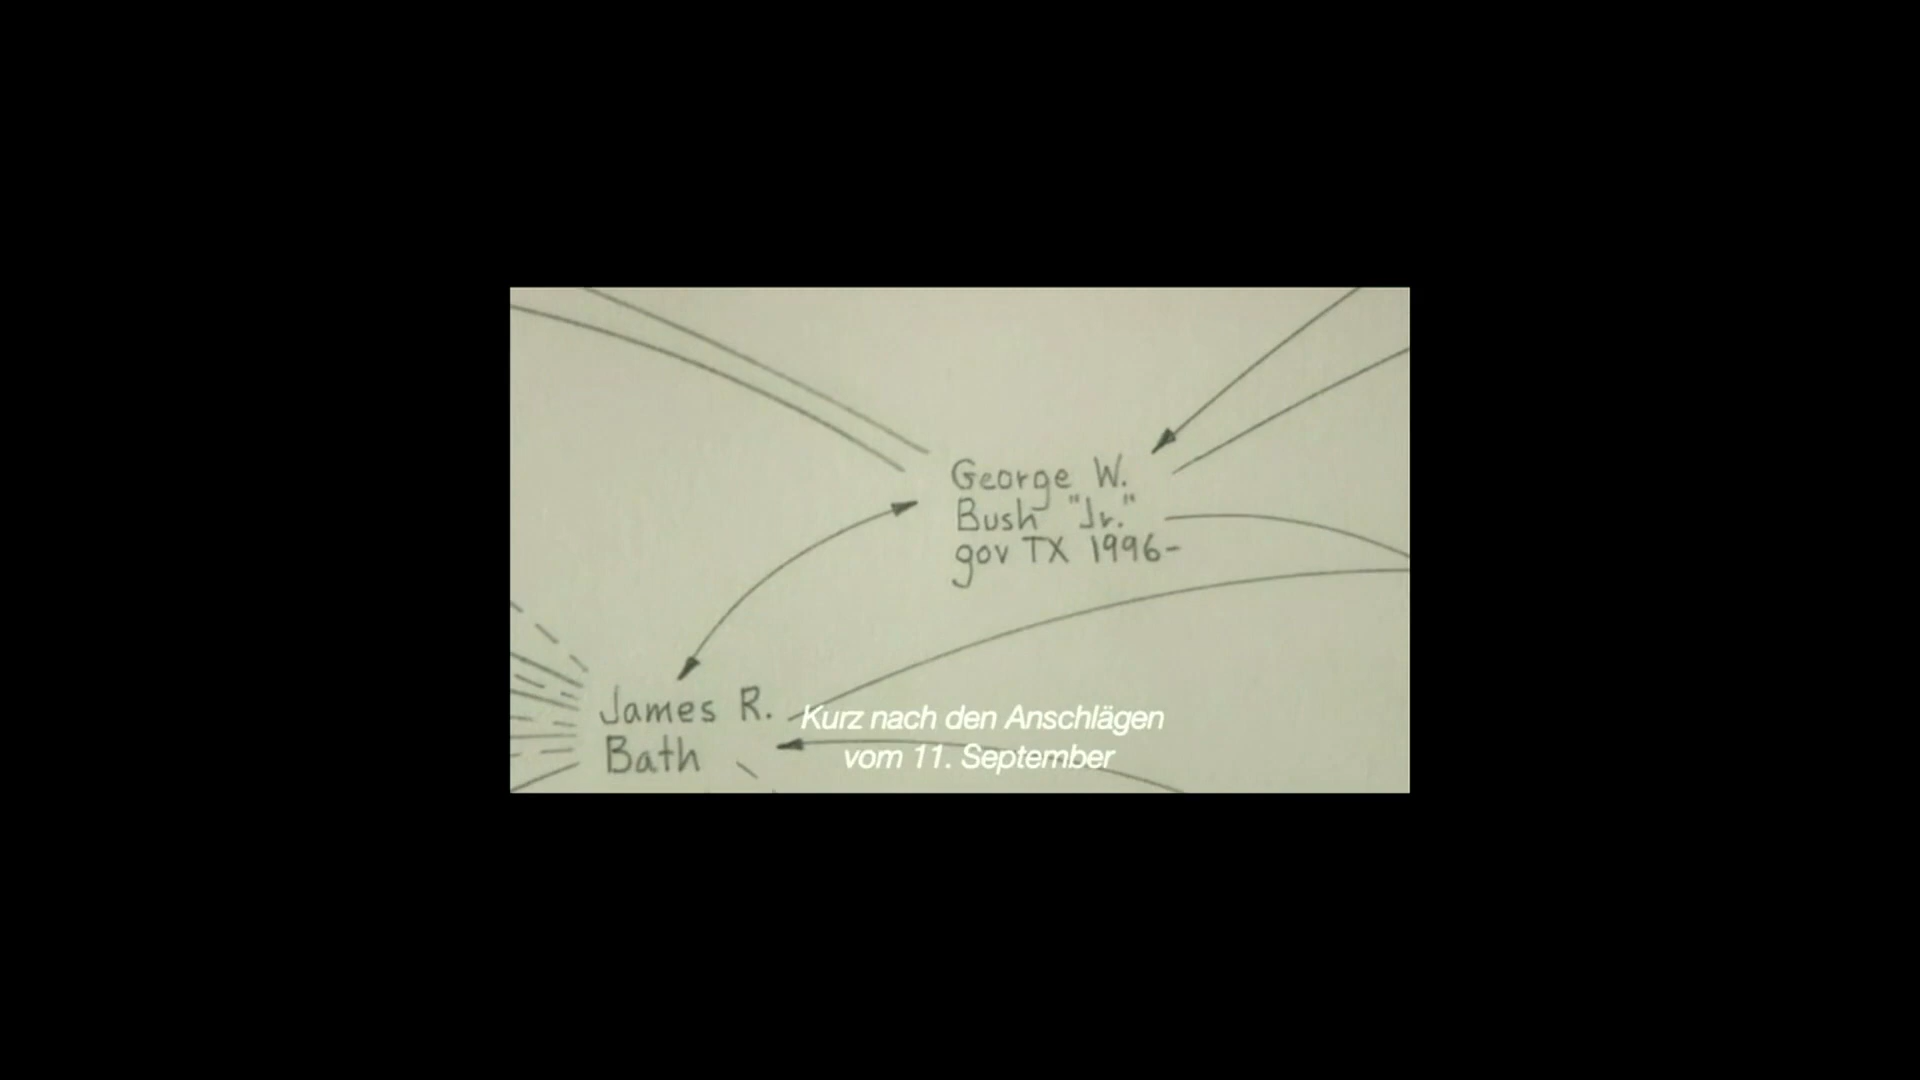 George W.
Bush "Jr."
gov TX 1996-
James R.
Bath
Kurz nach den Anschlägen
vom 11. September